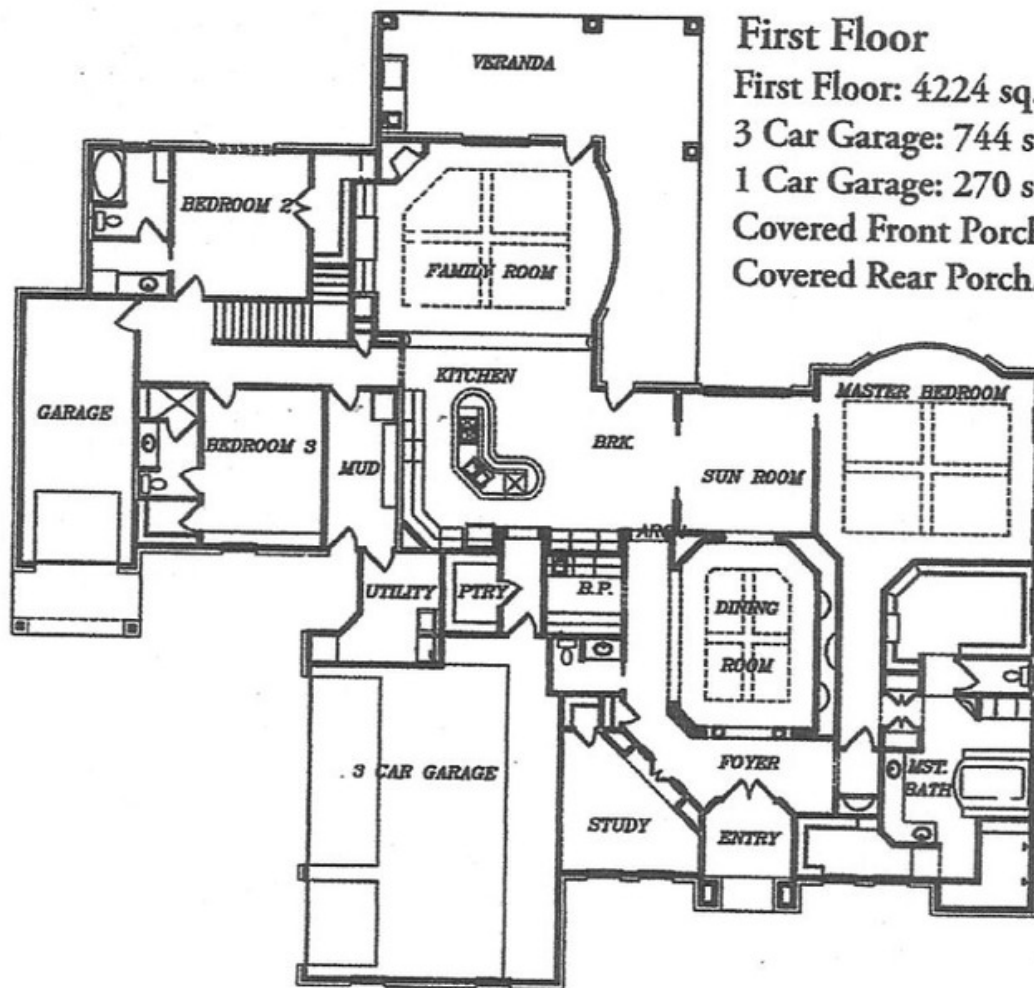 First Floor
First Floor: 4224 sq.
3 Car Garage: 744 s
1 Car Garage: 270 s
Covered Front Porch
Covered Rear Porch
VERANDA
BEDROOM 2
FAMILY ROOM
KITCHEN
MASTER BEDROOM
GARAGE
BEDROOM 3
MUD
BRK.
SUN ROOM
UTILITY
PTRY
B.P.
DINING
ROOM
3 CAR GARAGE
FOYER
MST.
BATH
STUDY
ENTRY